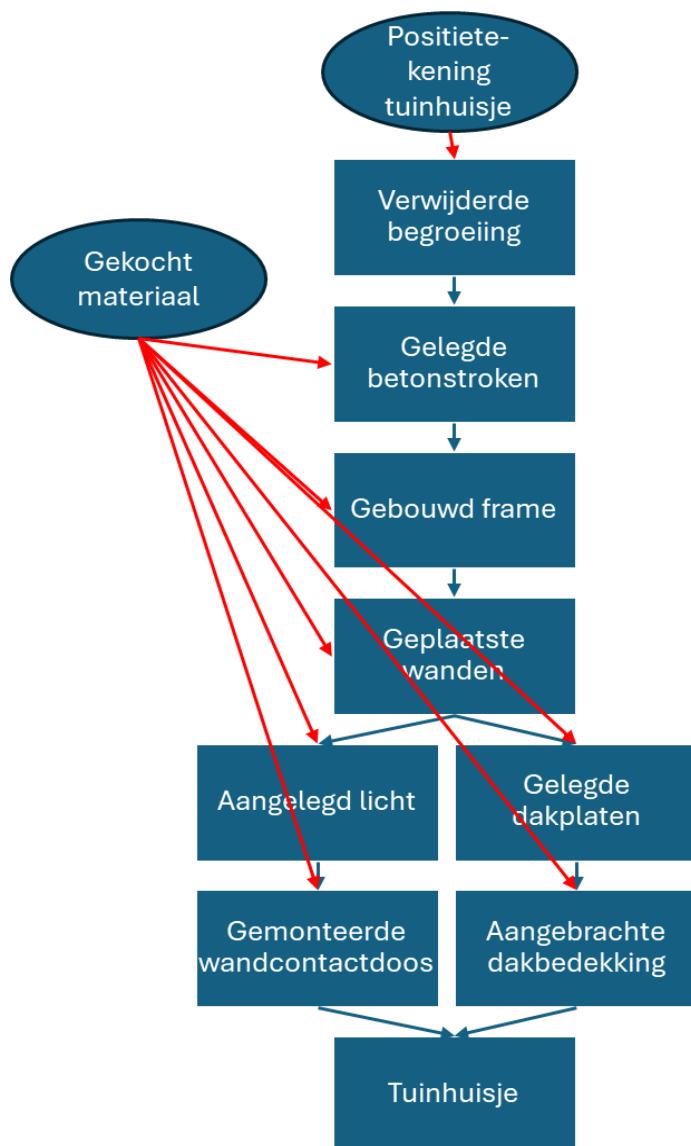 Positiete-
kening
tuinhuisje
Verwijderde
begroeiing
Gekocht
materiaal
Gelegde
betonstroken
Gebouwd frame
Geplaatste
wanden
Aangelegd licht
Gelegde
dakplaten
Gemonteerde
wandcontactdoos
Aangebrachte
dakbedekking
Tuinhuisje